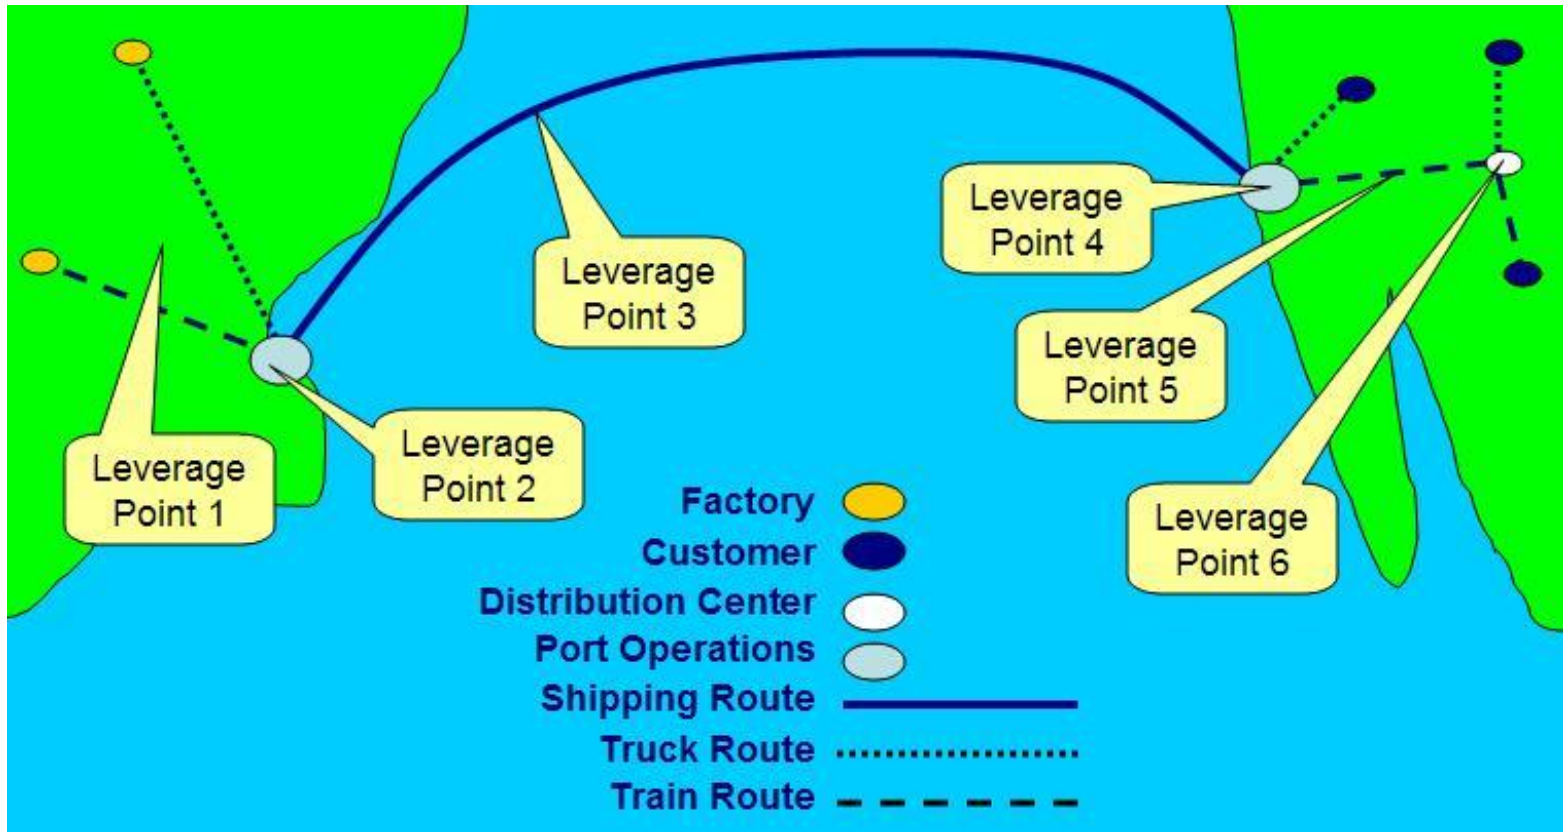 Leverage
Point 1
Leverage
Point 2
Leverage
Point 3
Leverage
Point 4
Leverage
Point 5
Leverage
Point 6
Factory
Customer
Distribution Center
Port Operations
Shipping Route
Truck Route
Train Route